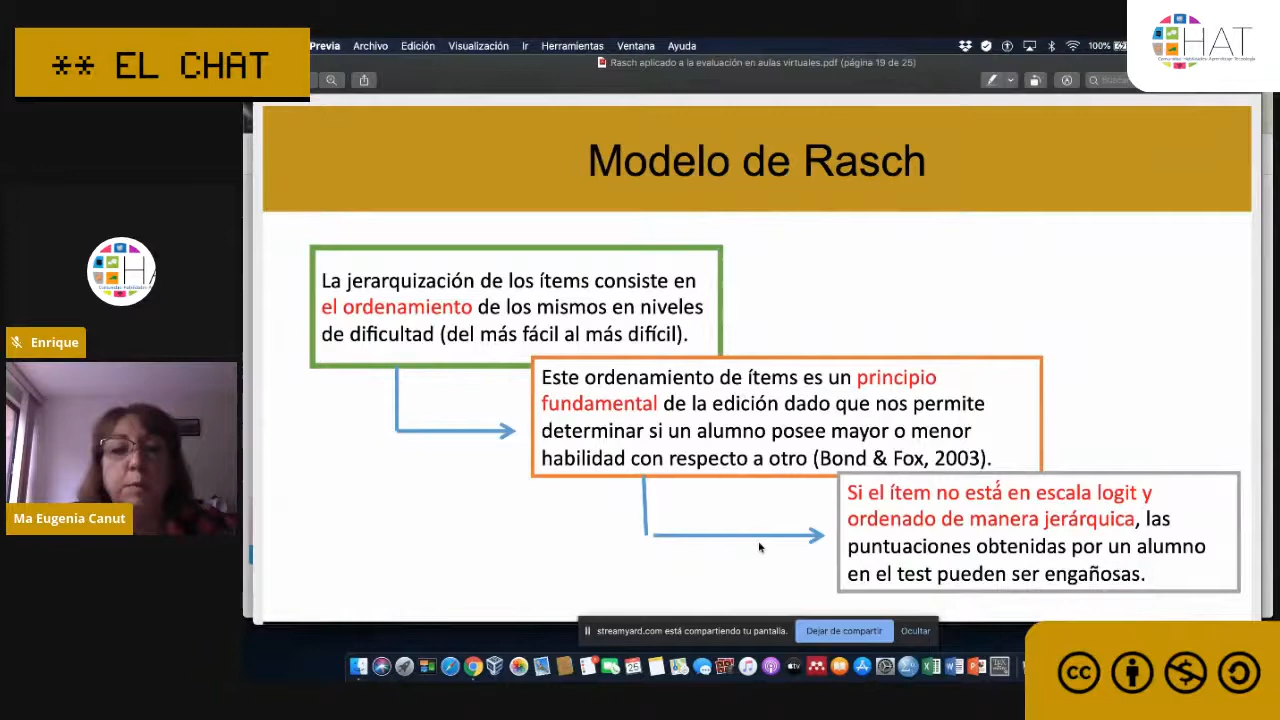 ** EL CHAT
Previa Archivo Edición Visualización Ir Herramientas Ventana Ayuda
100%
Rasch aplicado a la evaluación en aulas virtuales.pdf (página 19 de 25)
HAT
Modelo de Rasch
La jerarquización de los ítems consiste en
el ordenamiento de los mismos en niveles
de dificultad (del más fácil al más difícil).
Este ordenamiento de ítems es un principio
fundamental de la edición dado que nos permite
determinar si un alumno posee mayor o menor
habilidad con respecto a otro (Bond & Fox, 2003).
Si el ítem no está en escala logit y
ordenado de manera jerárquica, las
puntuaciones obtenidas por un alumno
en el test pueden ser engañosas.
Enrique
Ma Eugenia Canut
streamyard.com está compartiendo tu pantalla. Dejar de compartir Ocultar
25
cc